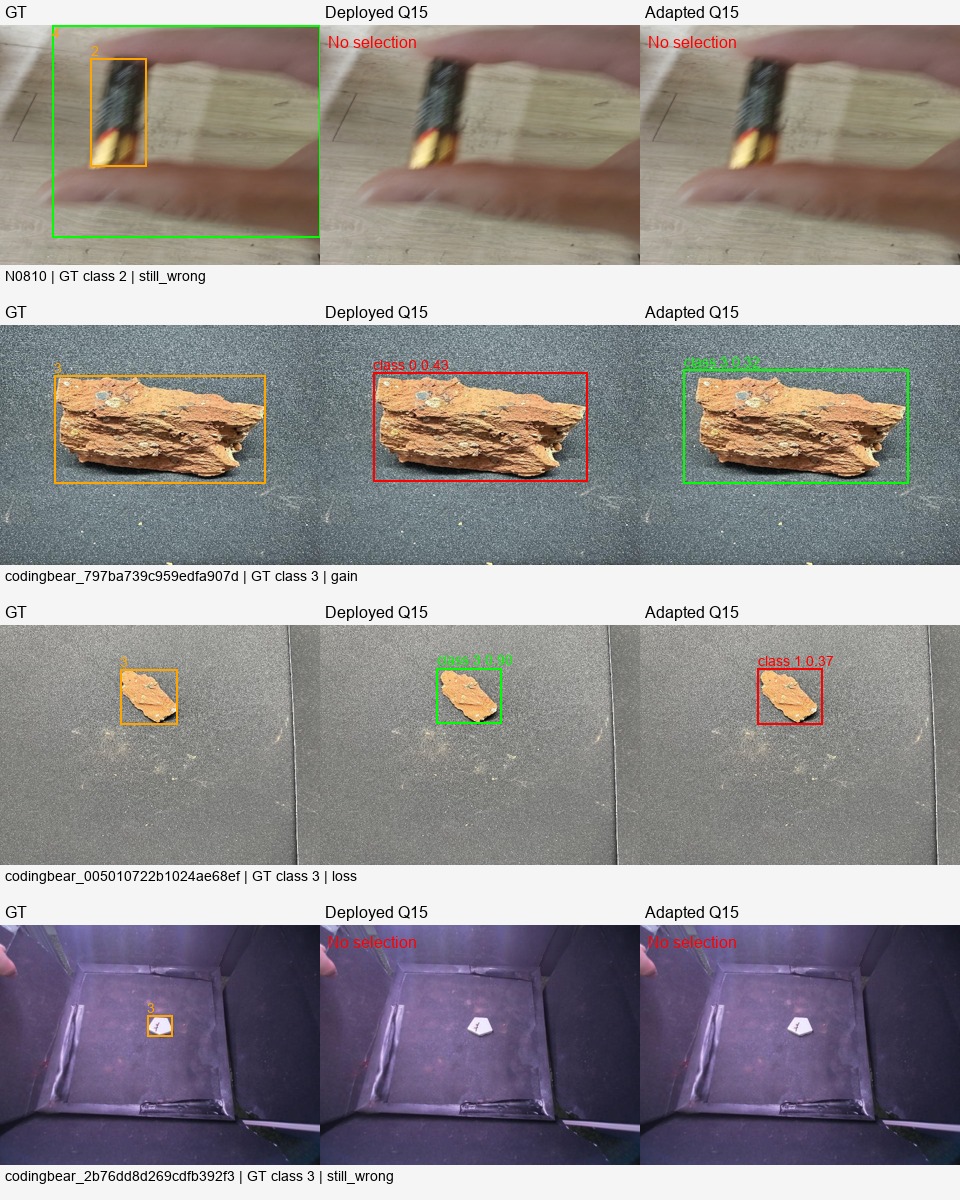 GT Deployed Q15 Adapted Q15
2
No selection No selection
N0810 | GT class 2 | still_wrong
GT Deployed Q15 Adapted Q15
3
class 0 0.43
codingbear_797ba739c959edfa907d | GT class 3 | gain
GT Deployed Q15 Adapted Q15
3
class 1 0.37
codingbear_005010722b1024ae68ef | GT class 3 | loss
GT Deployed Q15 Adapted Q15
No selection No selection
3
codingbear_2b76dd8d269cdfb392f3 | GT class 3 | still_wrong